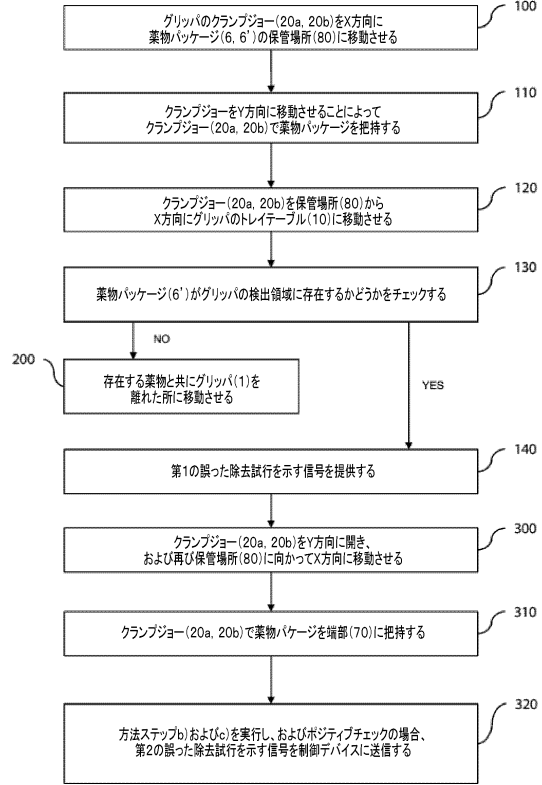 100
グリッパのクランプジョー(20a, 20b)をX方向に
薬物パッケージ(6, 6')の保管場所(80)に移動させる
110
クランプジョーをY方向に移動させることによって
クランプジョー(20a, 20b)で薬物パッケージを把持する
120
クランプジョー(20a, 20b)を保管場所(80)から
X方向にグリッパのトレイテーブル(10)に移動させる
130
薬物パッケージ(6')がグリッパの検出領域に存在するかどうかをチェックする
NO
200
存在する薬物と共にグリッパ(1)を
離れた所に移動させる
YES
140
第1の誤った除去試行を示す信号を提供する
300
クランプジョー(20a, 20b)をY方向に開き、
および再び保管場所(80)に向かってX方向に移動させる
310
クランプジョー(20a, 20b)で薬物パケージを端部(70)に把持する
320
方法ステップb)およびc)を実行し、およびポジティブチェックの場合、
第2の誤った除去試行を示す信号を制御デバイスに送信する